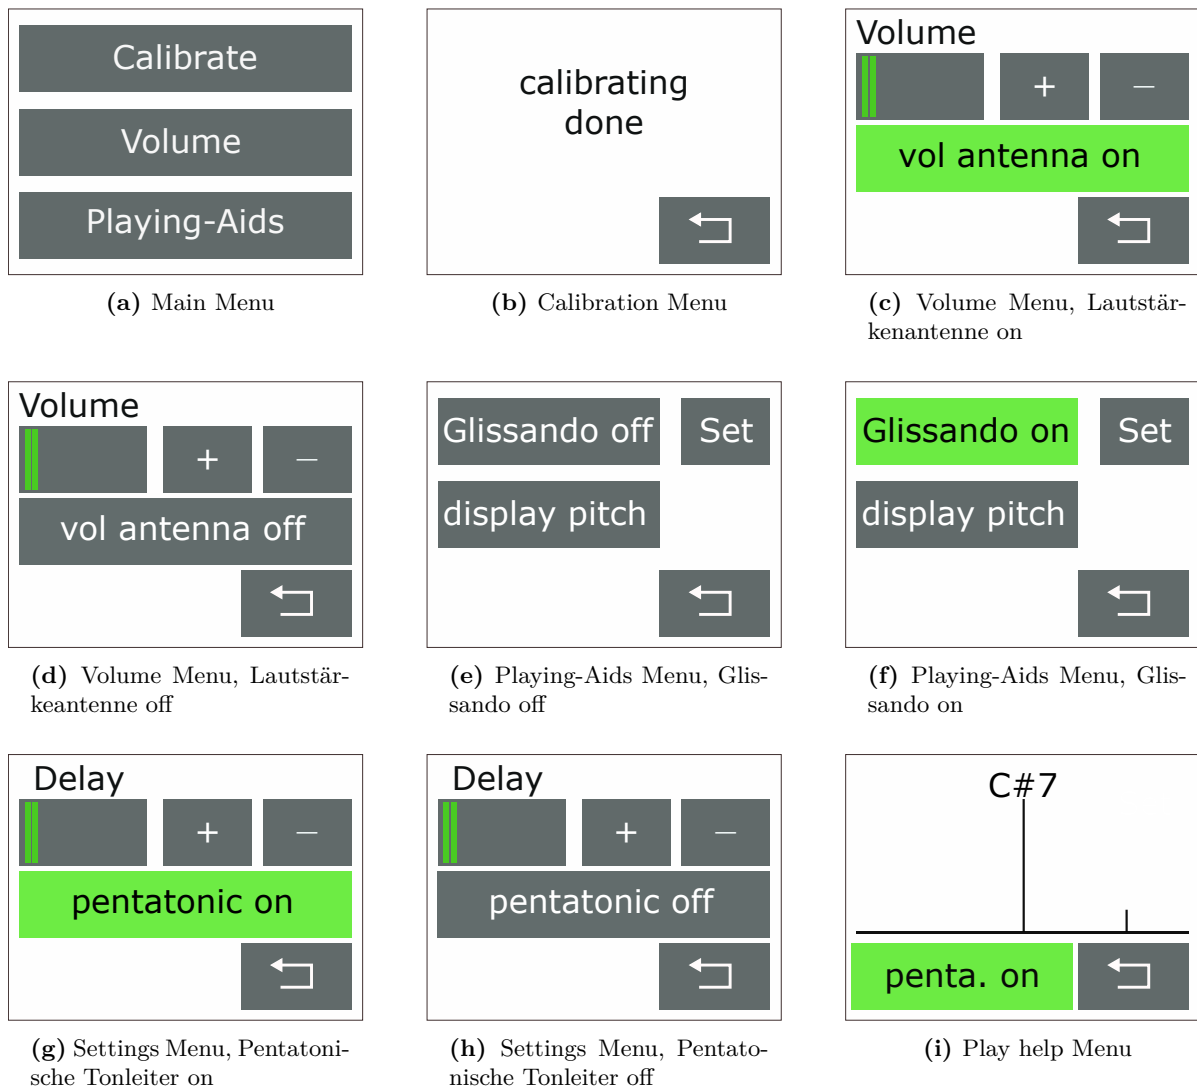 Calibrate
Volume
Playing-Aids
(a) Main Menu
calibrating
done
(b) Calibration Menu
Volume
+ −
vol antenna on
(c) Volume Menu, Lautstär-
kenantenne on
Volume
+ −
vol antenna off
(d) Volume Menu, Lautstär-
keantenne off
Glissando off Set
display pitch
(e) Playing-Aids Menu, Glis-
sando off
Glissando on Set
display pitch
(f) Playing-Aids Menu, Glis-
sando on
Delay
+ −
pentatonic on
(g) Settings Menu, Pentatoni-
sche Tonleiter on
Delay
+ −
pentatonic off
(h) Settings Menu, Pentato-
nische Tonleiter off
C#7
penta. on
(i) Play help Menu